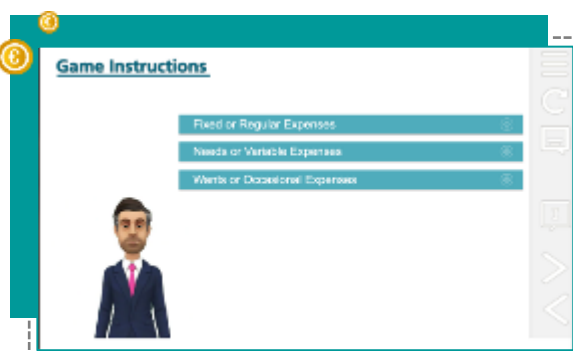 Game Instructions
Fixed or Regular Expenses
Needs or Variable Expenses
Wants or Occasional Expenses